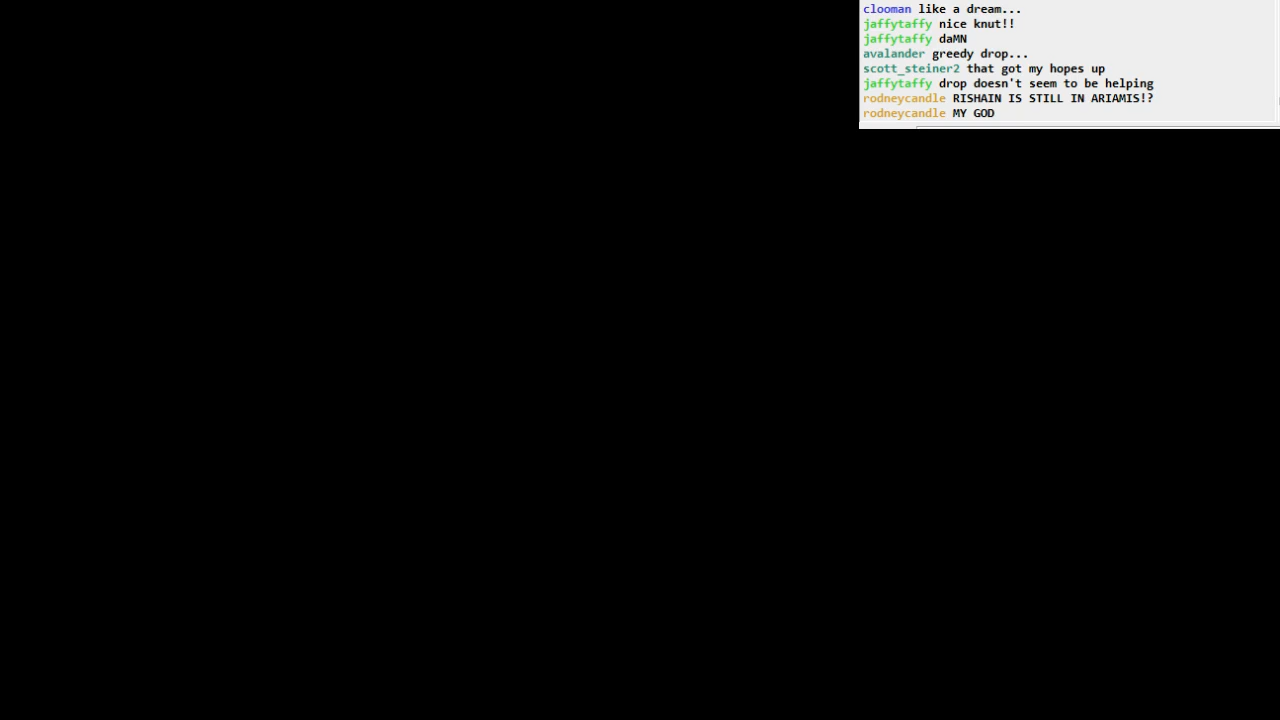 clooman like a dream...
jaffytaffy nice knut!!
jaffytaffy daMN
avalander greedy drop...
scott_steiner2 that got my hopes up
jaffytaffy drop doesn't seem to be helping
rodneycandle RISHAIN IS STILL IN ARIAMIS!?
rodneycandle MY GOD